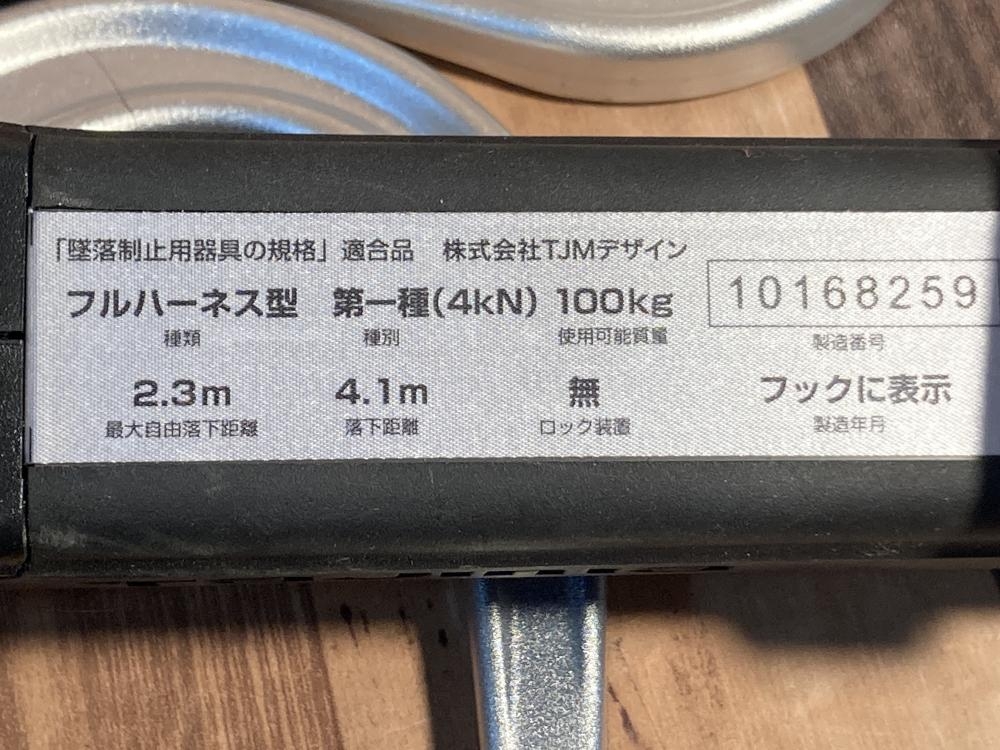 「墜落制止用器具の規格」適合品　株式会社TJMデザイン
フルハーネス型　第一種(4kN)　100kg　10168259
種類　種別　使用可能質量　製造番号
2.3m　4.1m　無　フックに表示
最大自由落下距離　落下距離　ロック装置　製造年月